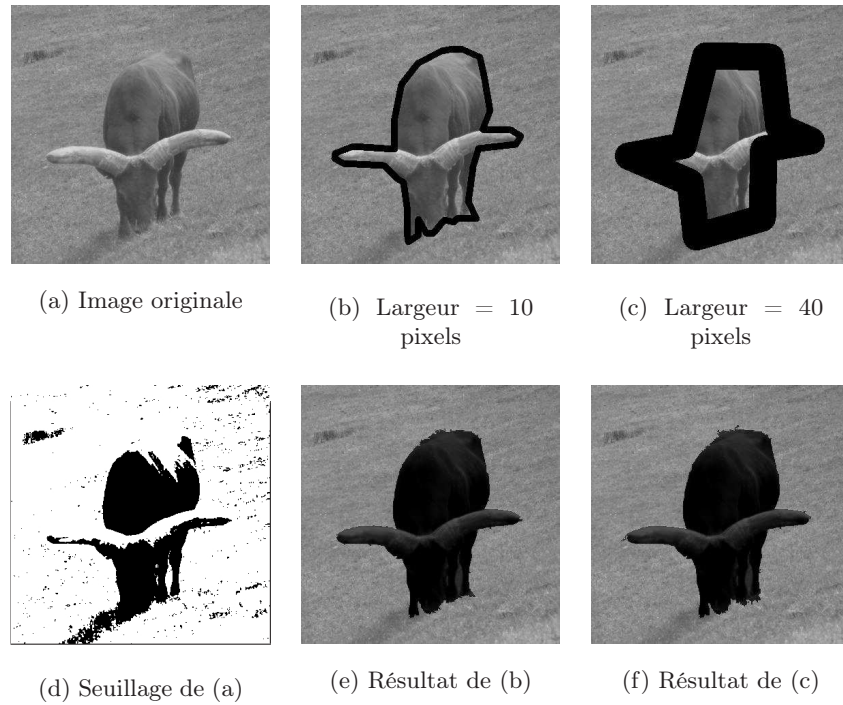 (a) Image originale
(b) Largeur = 10
pixels
(c) Largeur = 40
pixels
(d) Seuillage de (a)
(e) Résultat de (b)
(f) Résultat de (c)